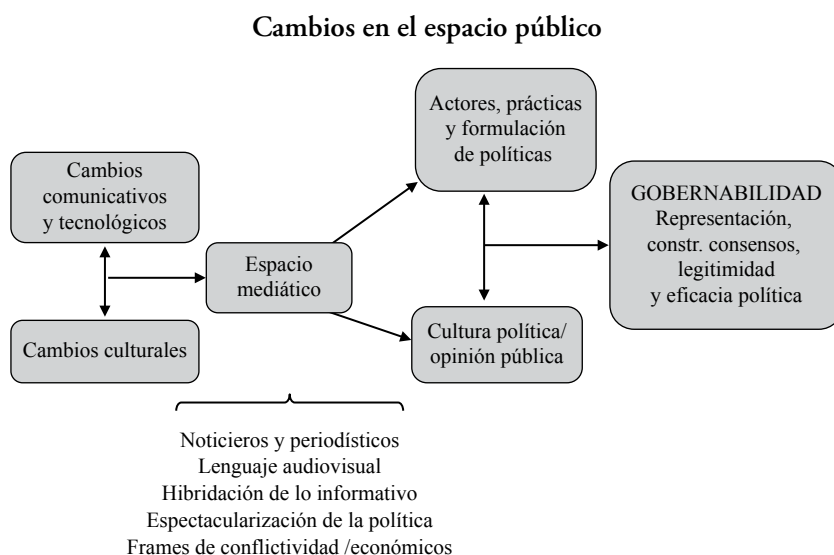 Cambios en el espacio público
Actores, prácticas
y formulación
de políticas
Cambios
comunicativos
y tecnológicos
GOBERNABILIDAD
Representación,
constr. consensos,
legitimidad
y eficacia política
Espacio
mediático
Cambios culturales
Cultura política/
opinión pública
Noticieros y periodísticos
Lenguaje audiovisual
Hibridación de lo informativo
Espectacularización de la política
Frames de conflictividad /económicos